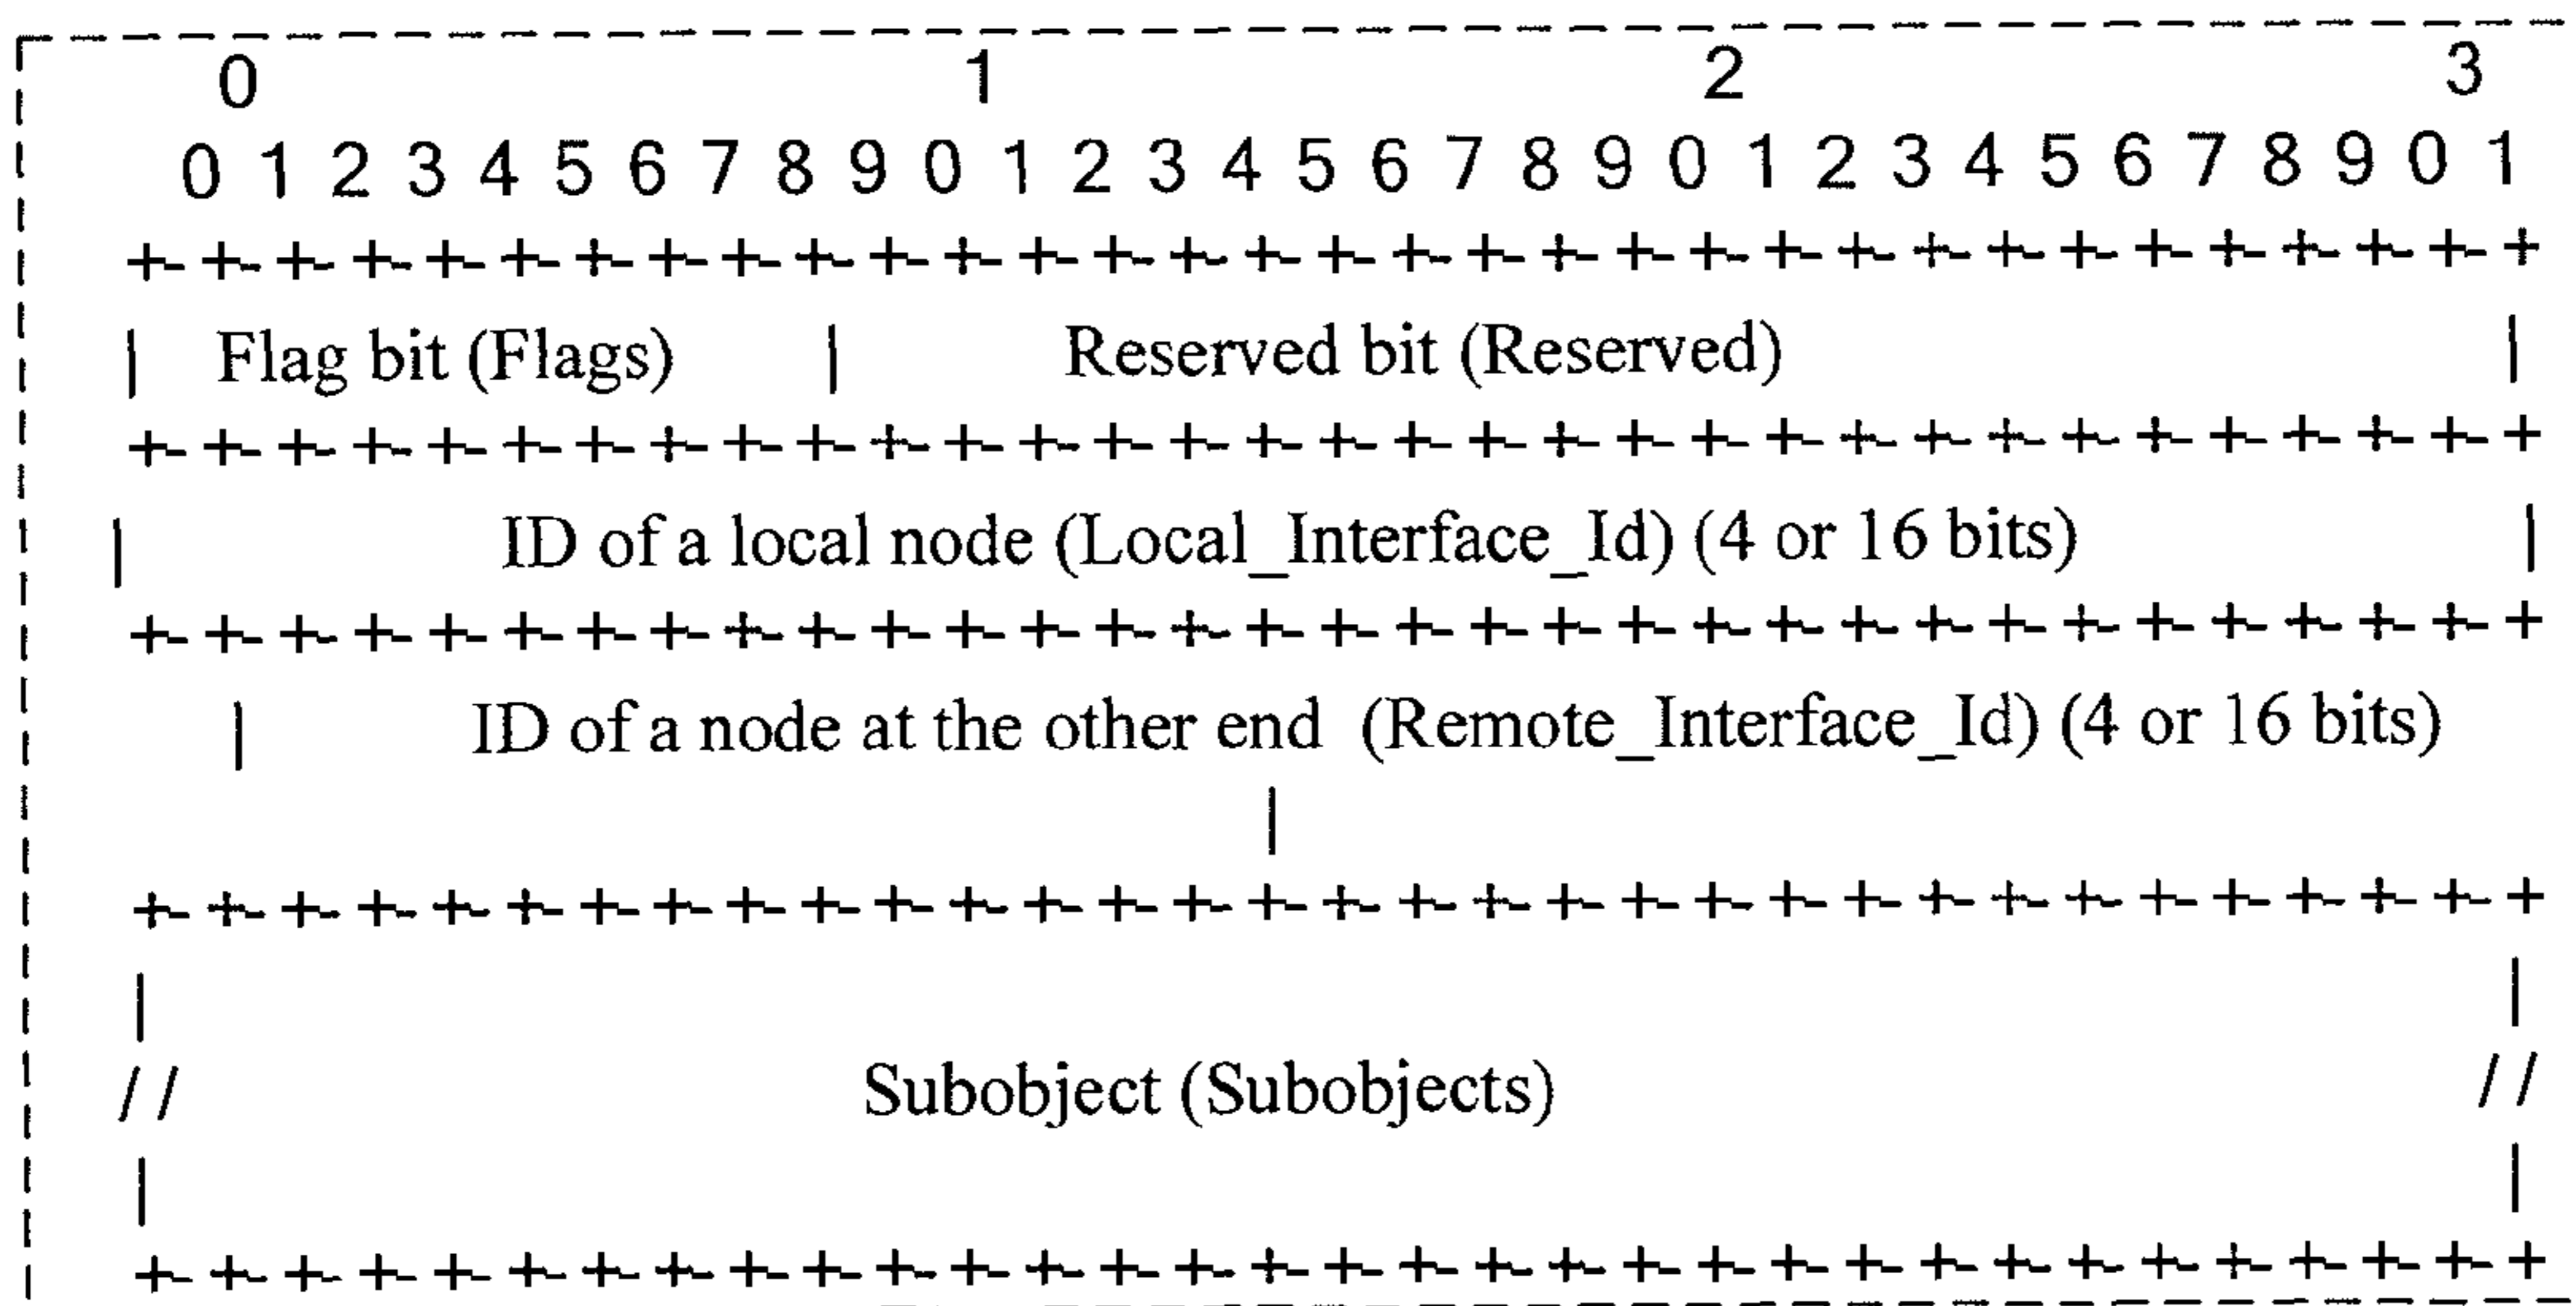 0 1 2 3
0 1 2 3 4 5 6 7 8 9 0 1 2 3 4 5 6 7 8 9 0 1 2 3 4 5 6 7 8 9 0 1
+-+-+-+-+-+-+-+-+-+-+-+-+-+-+-+-+-+-+-+-+-+-+-+-+-+-+-+-+-+-+-+-+
| Flag bit (Flags) | Reserved bit (Reserved) |
+-+-+-+-+-+-+-+-+-+-+-+-+-+-+-+-+-+-+-+-+-+-+-+-+-+-+-+-+-+-+-+-+
| ID of a local node (Local_Interface_Id) (4 or 16 bits) |
+-+-+-+-+-+-+-+-+-+-+-+-+-+-+-+-+-+-+-+-+-+-+-+-+-+-+-+-+-+-+-+-+
| ID of a node at the other end (Remote_Interface_Id) (4 or 16 bits)
|
+-+-+-+-+-+-+-+-+-+-+-+-+-+-+-+-+-+-+-+-+-+-+-+-+-+-+-+-+-+-+-+-+
| |
// Subobject (Subobjects) //
| |
+-+-+-+-+-+-+-+-+-+-+-+-+-+-+-+-+-+-+-+-+-+-+-+-+-+-+-+-+-+-+-+-+